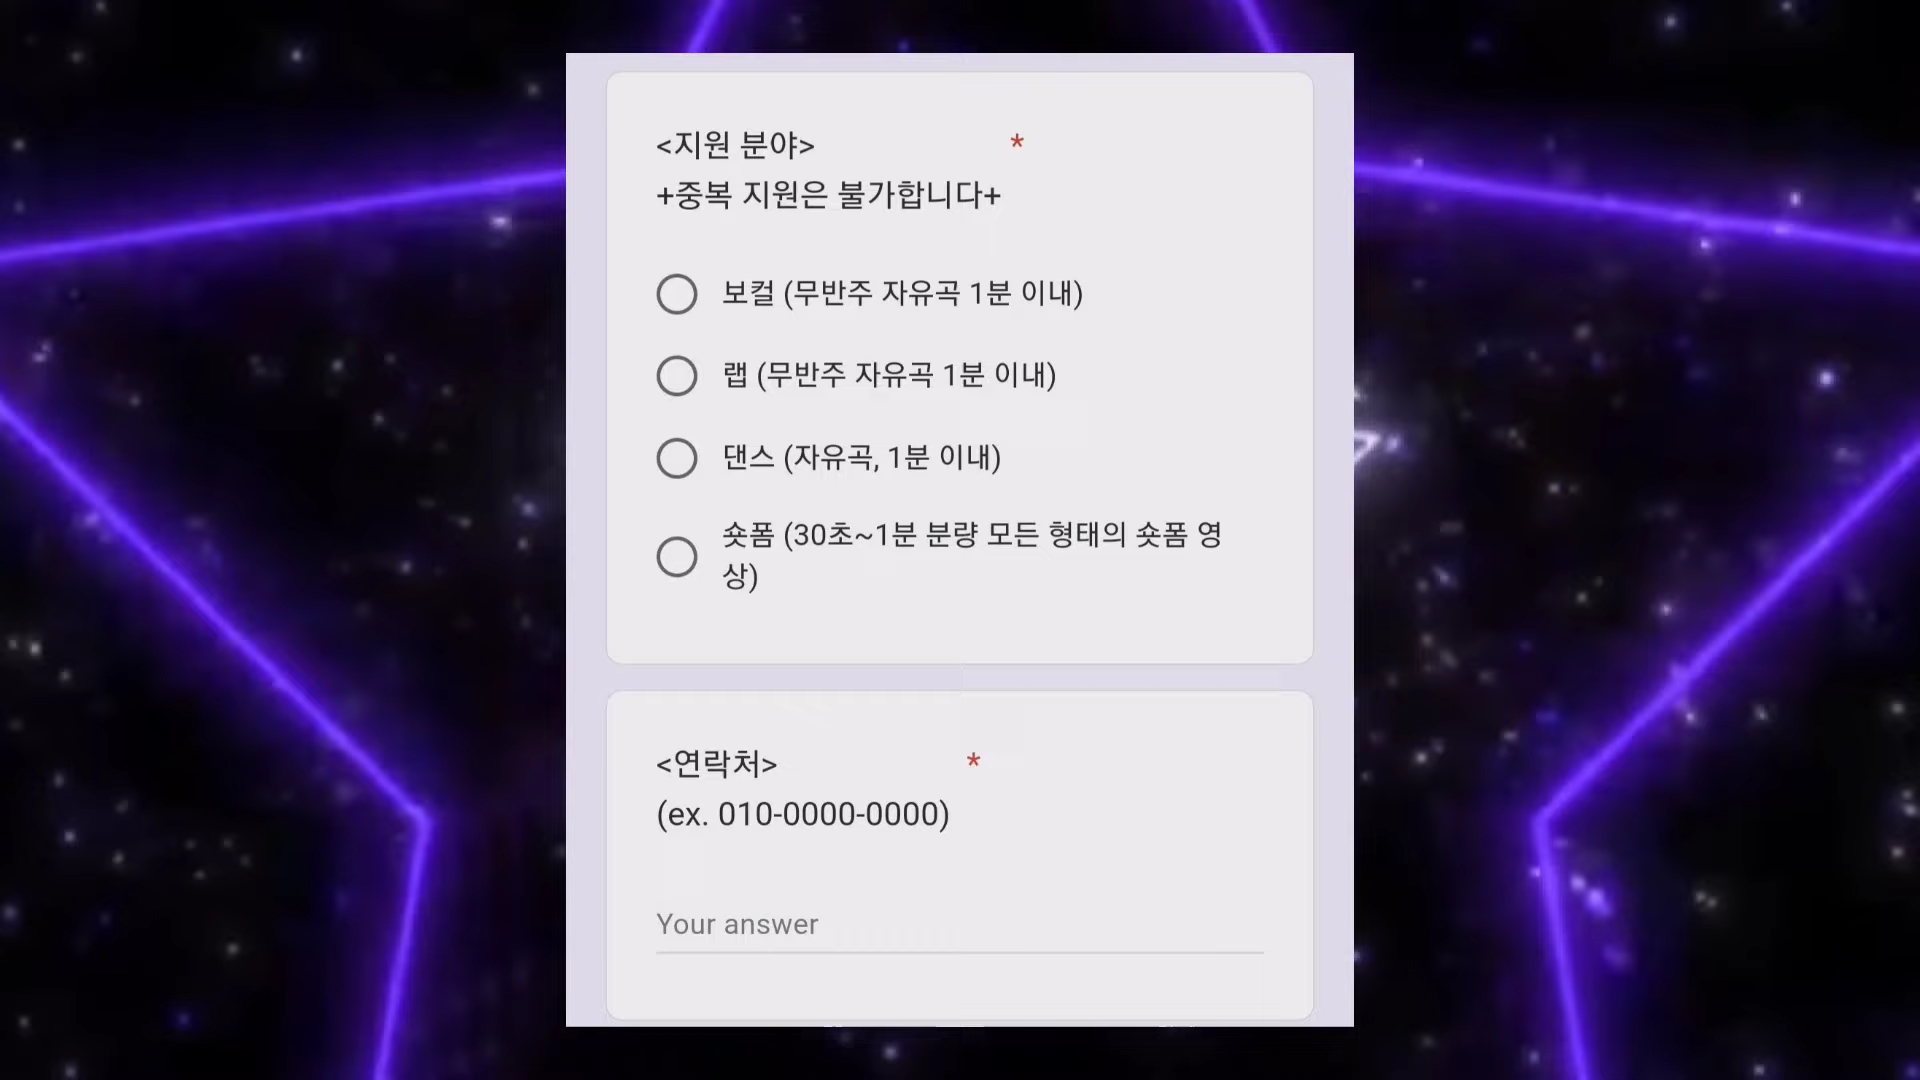 <지원 분야> *
+중복 지원은 불가합니다+
보컬 (무반주 자유곡 1분 이내)
랩 (무반주 자유곡 1분 이내)
댄스 (자유곡, 1분 이내)
숏폼 (30초~1분 분량 모든 형태의 숏폼 영
상)
<연락처> *
(ex. 010-0000-0000)
Your answer